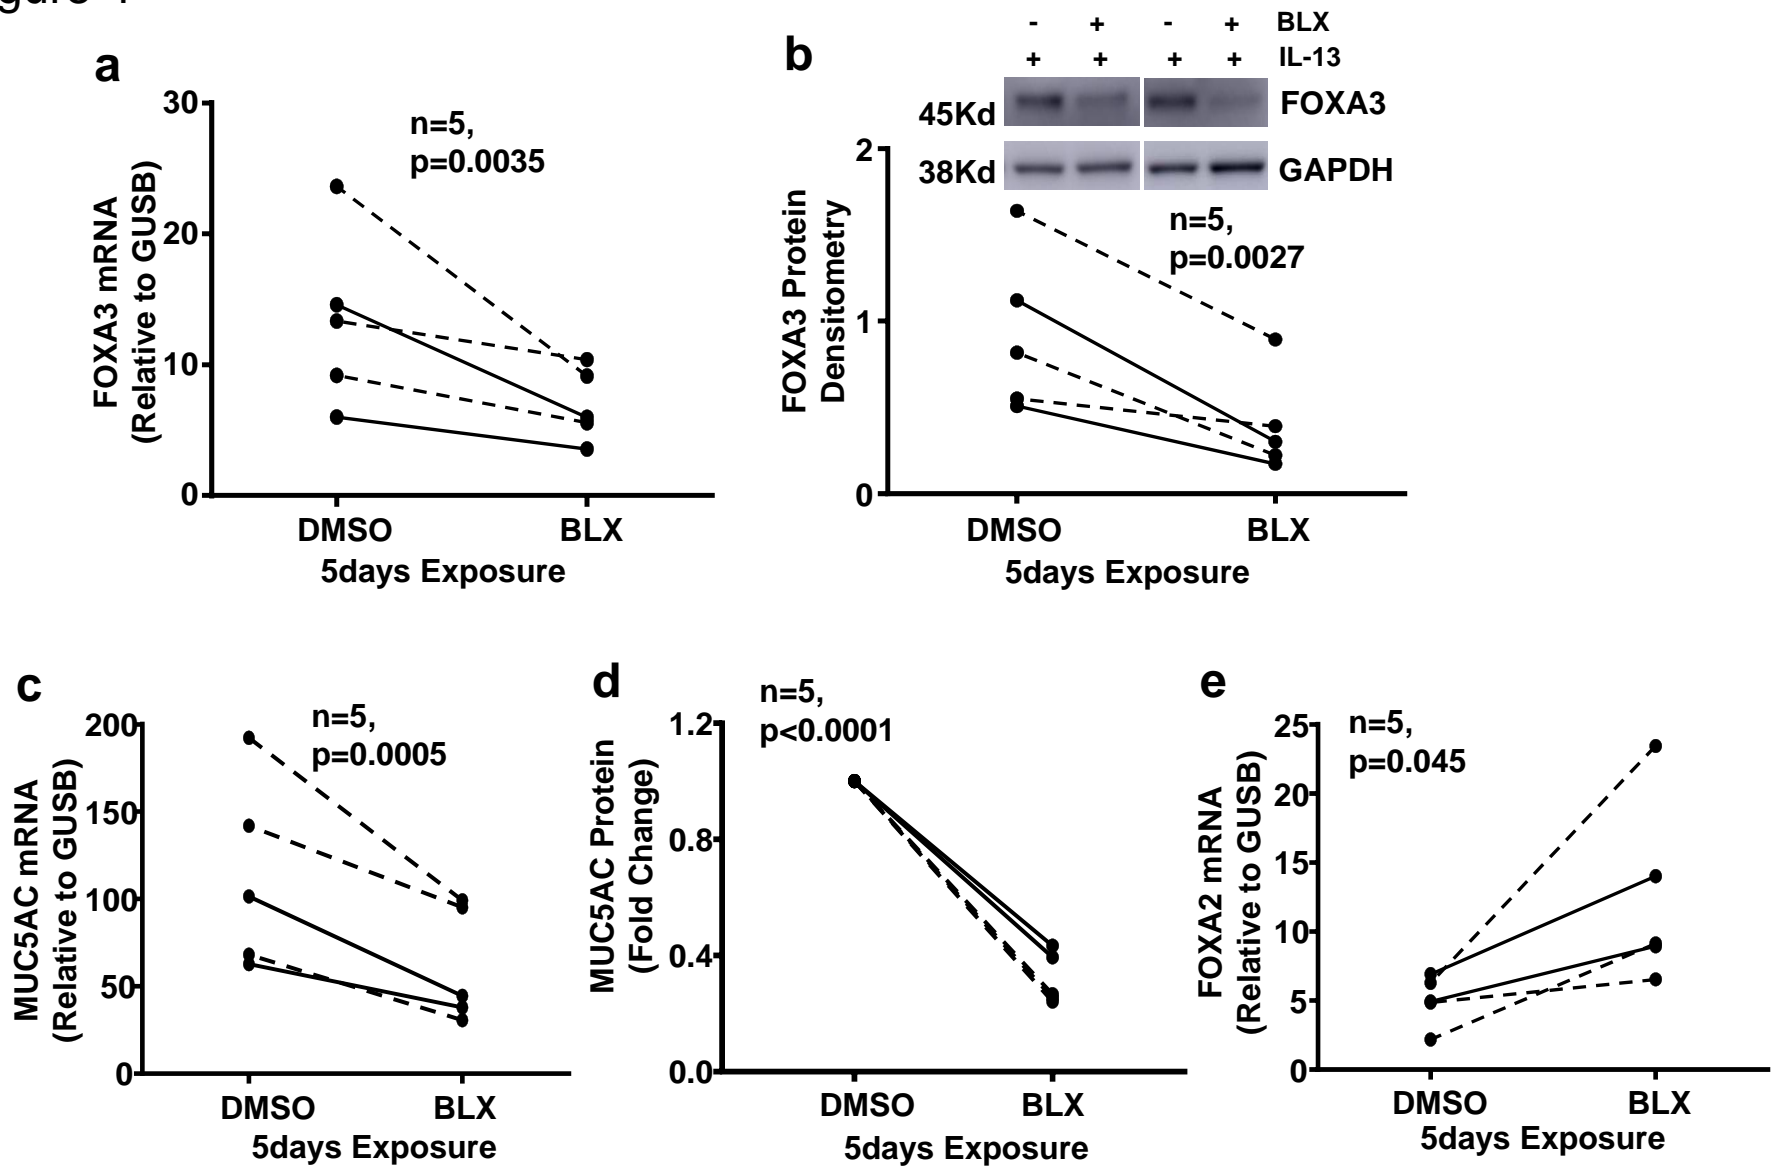 a
30
20
10
0
n=5,
p=0.0035
FOXA3 mRNA
(Relative to GUSB)
DMSO BLX
5days Exposure
b
- + - + BLX
+ + + + IL-13
45Kd FOXA3
38Kd GAPDH
2
1
0
n=5,
p=0.0027
FOXA3 Protein
Densitometry
DMSO BLX
5days Exposure
c
200
150
100
50
0
n=5,
p=0.0005
MUC5AC mRNA
(Relative to GUSB)
DMSO BLX
5days Exposure
d
n=5,
p<0.0001
1.2
0.8
0.4
0.0
MUC5AC Protein
(Fold Change)
DMSO BLX
5days Exposure
e
25
20
15
10
5
0
n=5,
p=0.045
FOXA2 mRNA
(Relative to GUSB)
DMSO BLX
5days Exposure